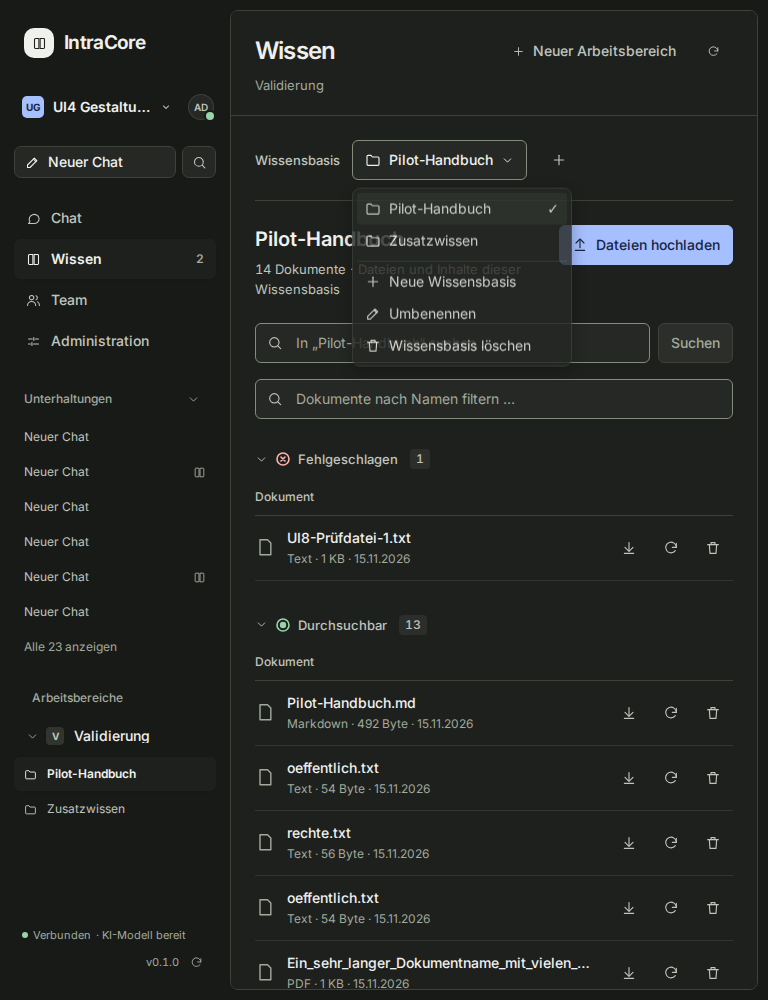 IntraCore
UG UI4 Gestaltu... AD
Neuer Chat
Chat
Wissen 2
Team
Administration
Unterhaltungen
Neuer Chat
Neuer Chat
Neuer Chat
Neuer Chat
Neuer Chat
Neuer Chat
Alle 23 anzeigen
Arbeitsbereiche
V Validierung
Pilot-Handbuch
Zusatzwissen
Verbunden · KI-Modell bereit
v0.1.0
Wissen
Neuer Arbeitsbereich
Validierung
Wissensbasis Pilot-Handbuch
Pilot-Handbuch ✓
Zusatzwissen
Neue Wissensbasis
Umbenennen
Wissensbasis löschen
Pilot-Handbuch
Dateien hochladen
14 Dokumente · Dateien und Inhalte dieser
Wissensbasis
In „Pilot-
Suchen
Dokumente nach Namen filtern ...
Fehlgeschlagen 1
Dokument
UI8-Prüfdatei-1.txt
Text · 1 KB · 15.11.2026
Durchsuchbar 13
Dokument
Pilot-Handbuch.md
Markdown · 492 Byte · 15.11.2026
oeffentlich.txt
Text · 54 Byte · 15.11.2026
rechte.txt
Text · 56 Byte · 15.11.2026
oeffentlich.txt
Text · 54 Byte · 15.11.2026
Ein_sehr_langer_Dokumentname_mit_vielen_...
PDF · 1 KB · 15.11.2026